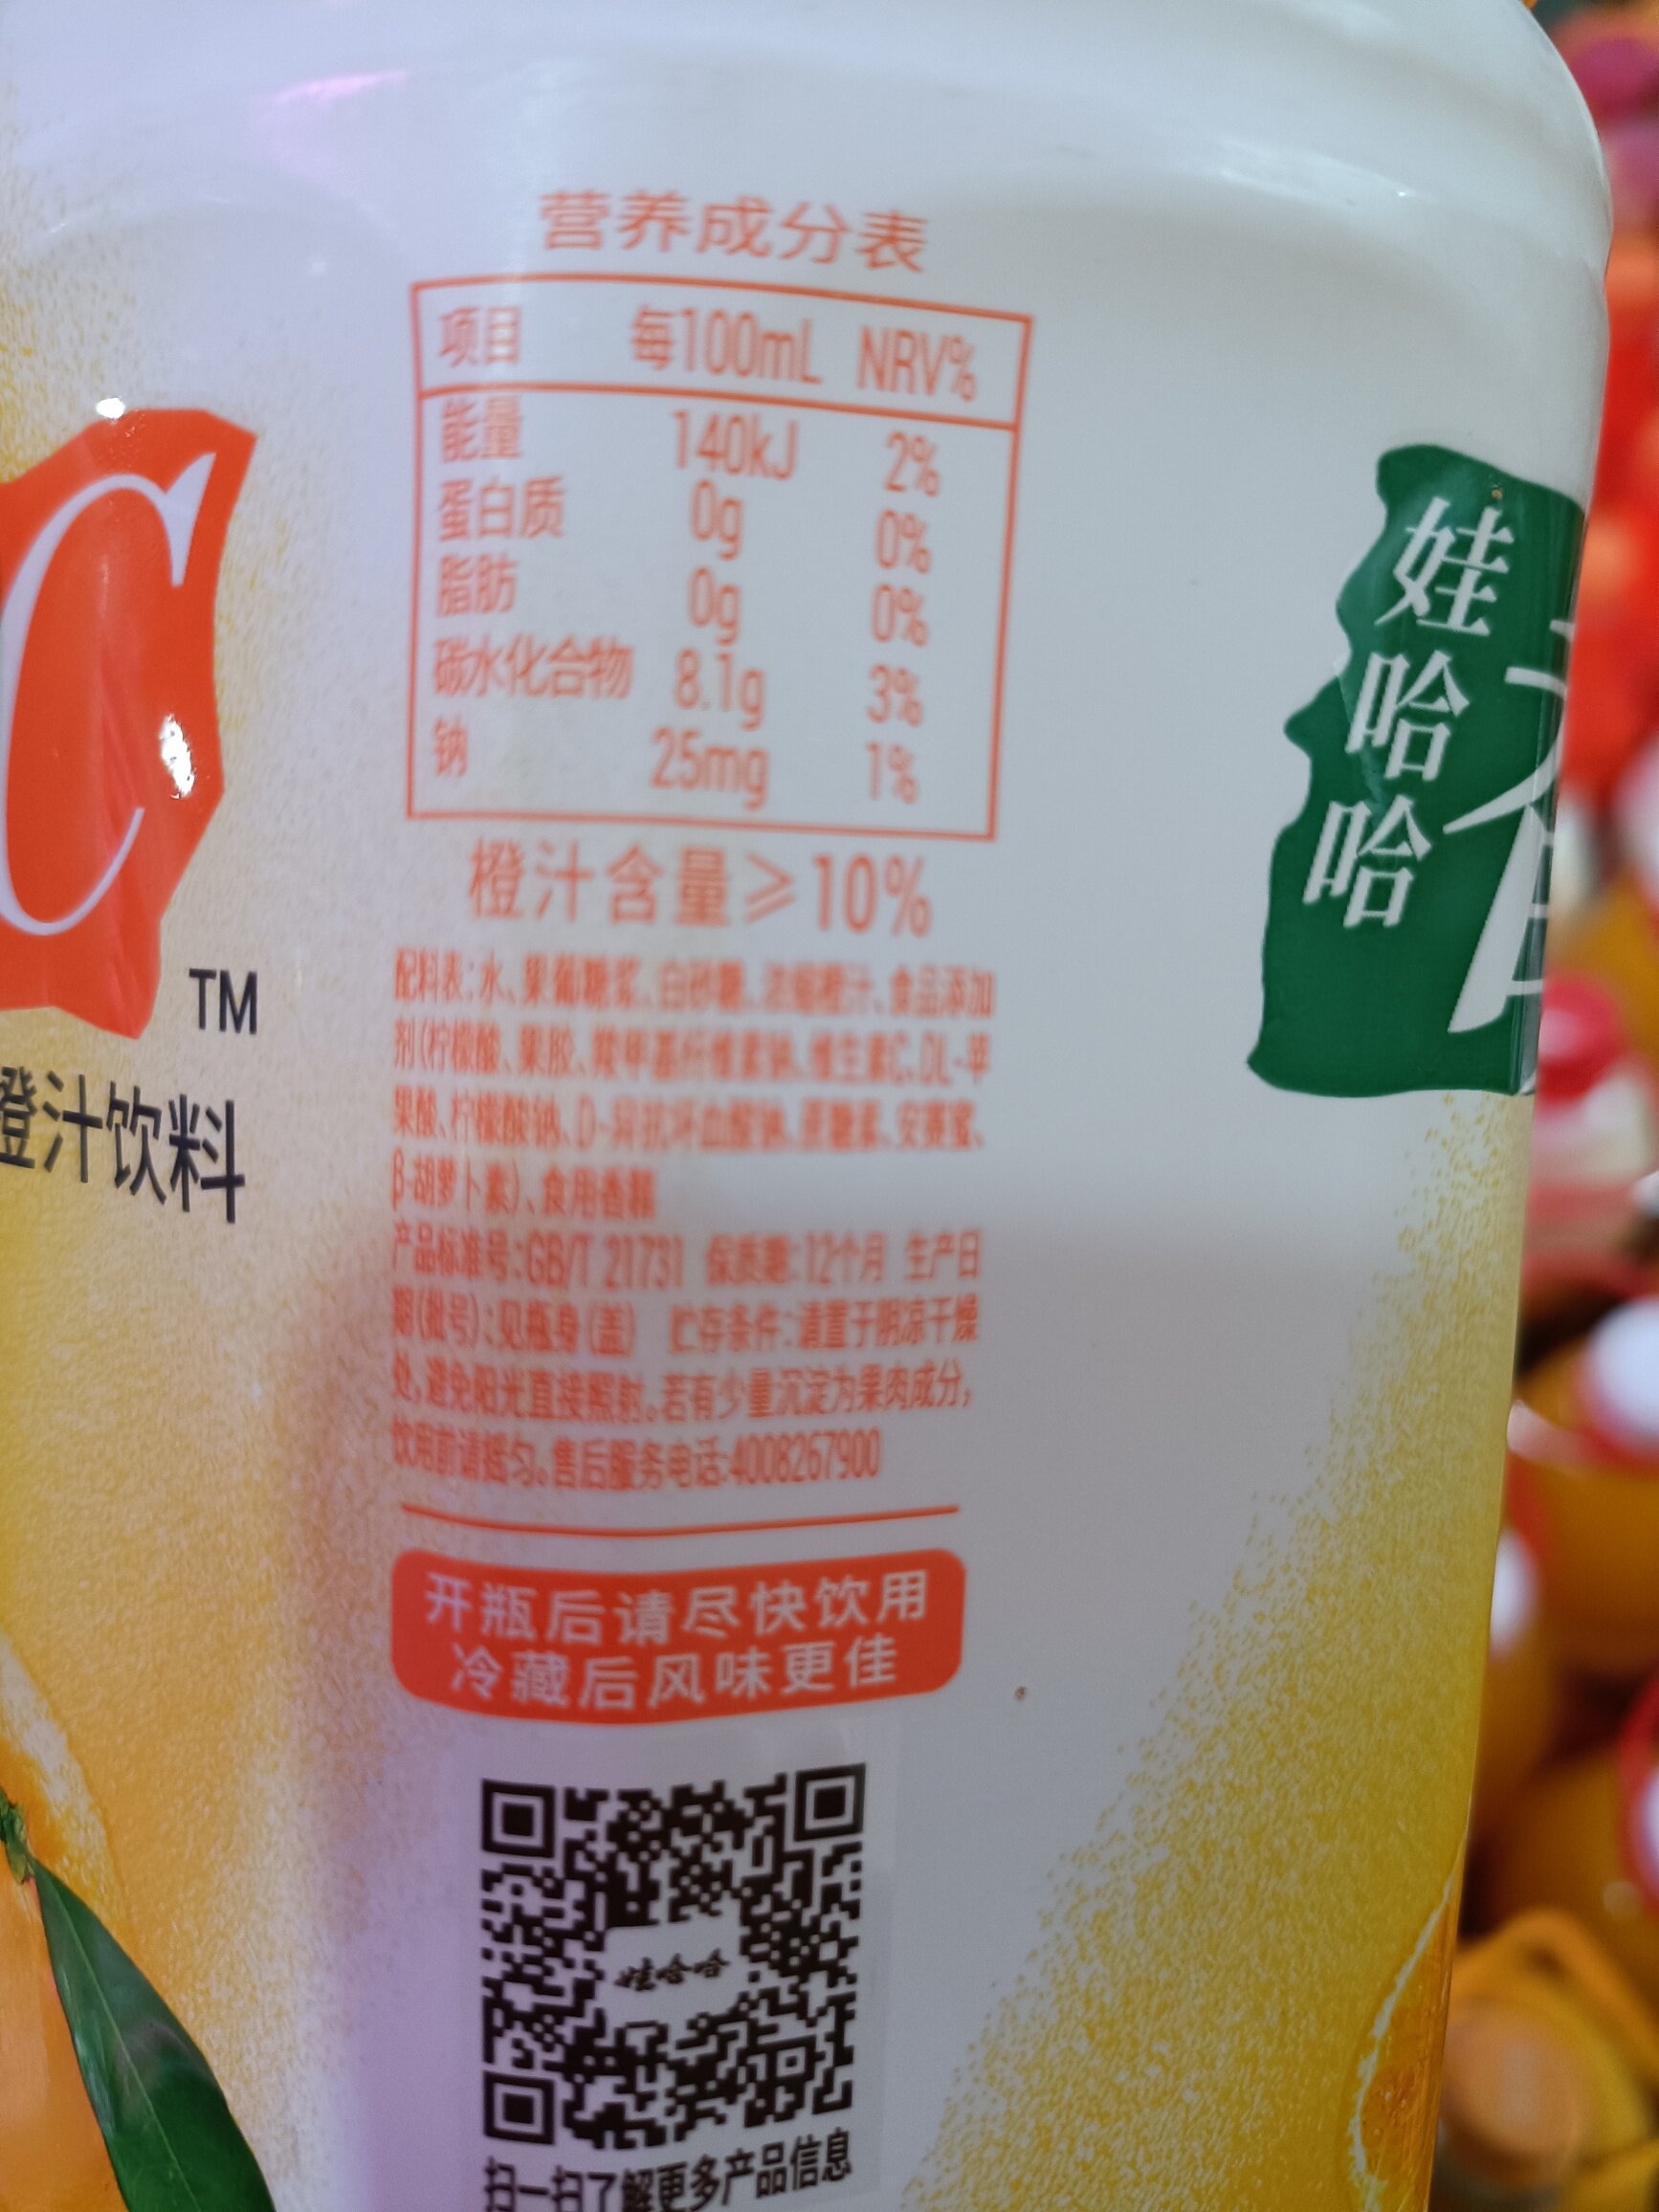 营养成分表
项目 每100mL NRV%
能量 140kJ 2%
蛋白质 0g 0%
脂肪 0g 0%
碳水化合物 8.1g 3%
钠 25mg 1%
橙汁含量≥10%
配料表:水、果葡糖浆、白砂糖、浓缩橙汁、食品添加
剂(柠檬酸、果胶、羧甲基纤维素钠、维生素C、DL-苹
果酸、柠檬酸钠、D-异抗坏血酸钠、蔗糖素、安赛蜜、
β-胡萝卜素)、食用香精
产品标准号:GB/T 21731 保质期:12个月 生产日
期(批号):见瓶身(盖) 贮存条件:请置于阴凉干燥
处,避免阳光直接照射。若有少量沉淀为果肉成分,
饮用前请摇匀。售后服务电话:4008267900
开瓶后请尽快饮用
冷藏后风味更佳
娃哈哈
扫一扫了解更多产品信息
C
TM
橙汁饮料
娃哈哈